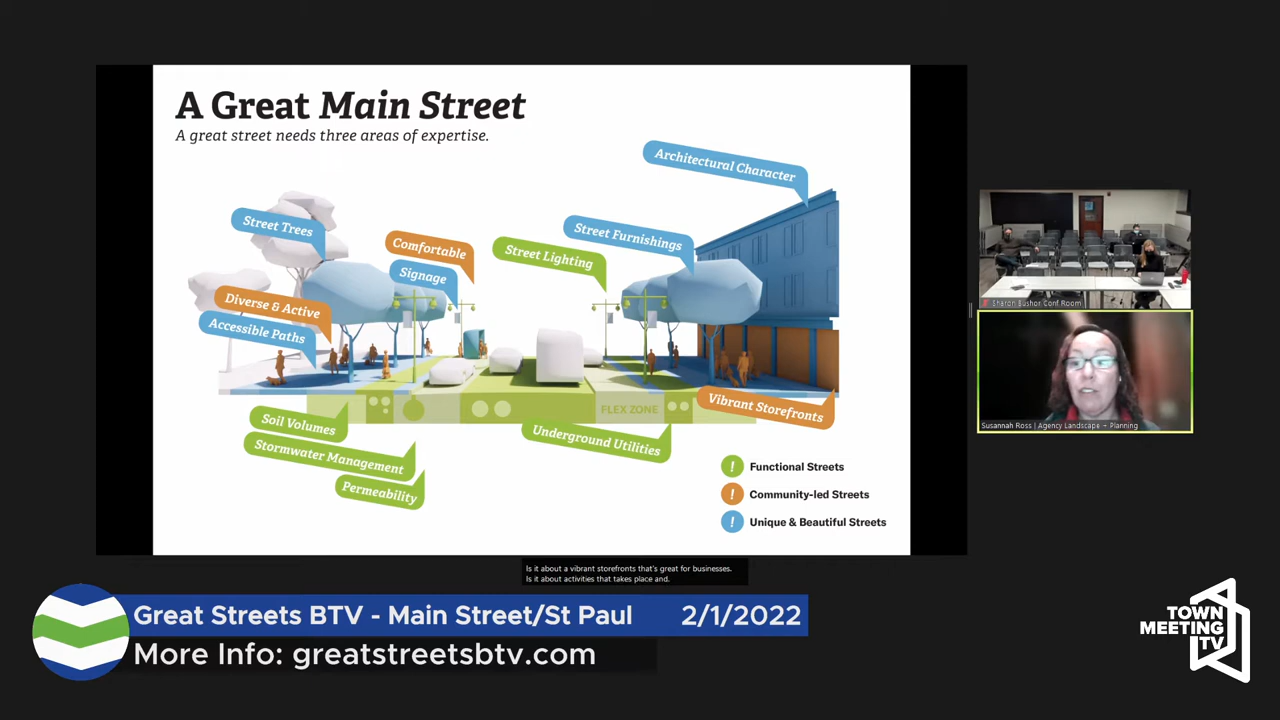 A Great Main Street
A great street needs three areas of expertise.
Architectural Character
Street Trees
Street Furnishings
Comfortable
Street Lighting
Signage
Diverse & Active
Accessible Paths
Vibrant Storefronts
FLEX ZONE
Soil Volumes
Underground Utilities
Stormwater Management
Permeability
! Functional Streets
! Community-led Streets
! Unique & Beautiful Streets
Sharon Bushor Conf Room
Susannah Ross | Agency Landscape + Planning
Is it about a vibrant storefronts that's great for businesses.
Is it about activities that takes place and.
Great Streets BTV - Main Street/St Paul 2/1/2022
More Info: greatstreetsbtv.com
TOWN
MEETING
TV